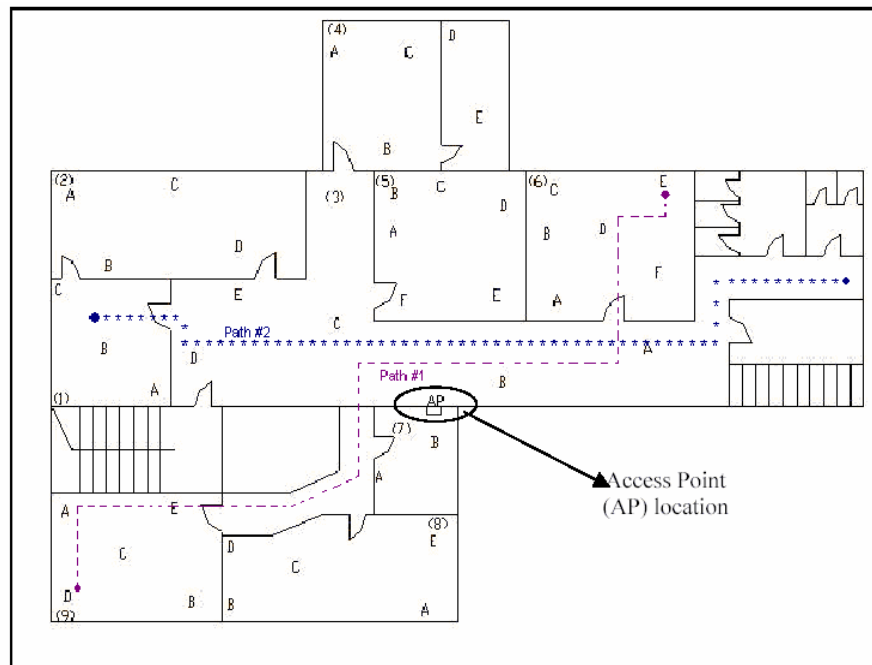 (4)
A
C
D
E
B
(2)
A
C
D
B
(3)
(5)
B
C
D
A
F
E
(6)
C
E
B
D
A
F
C
E
C
Path #2
B
D
A
A
(1)
Path #1
B
AP
(7)
B
A
Access Point
(AP) location
A
E
C
D
B
(9)
(8)
D
E
C
B
A